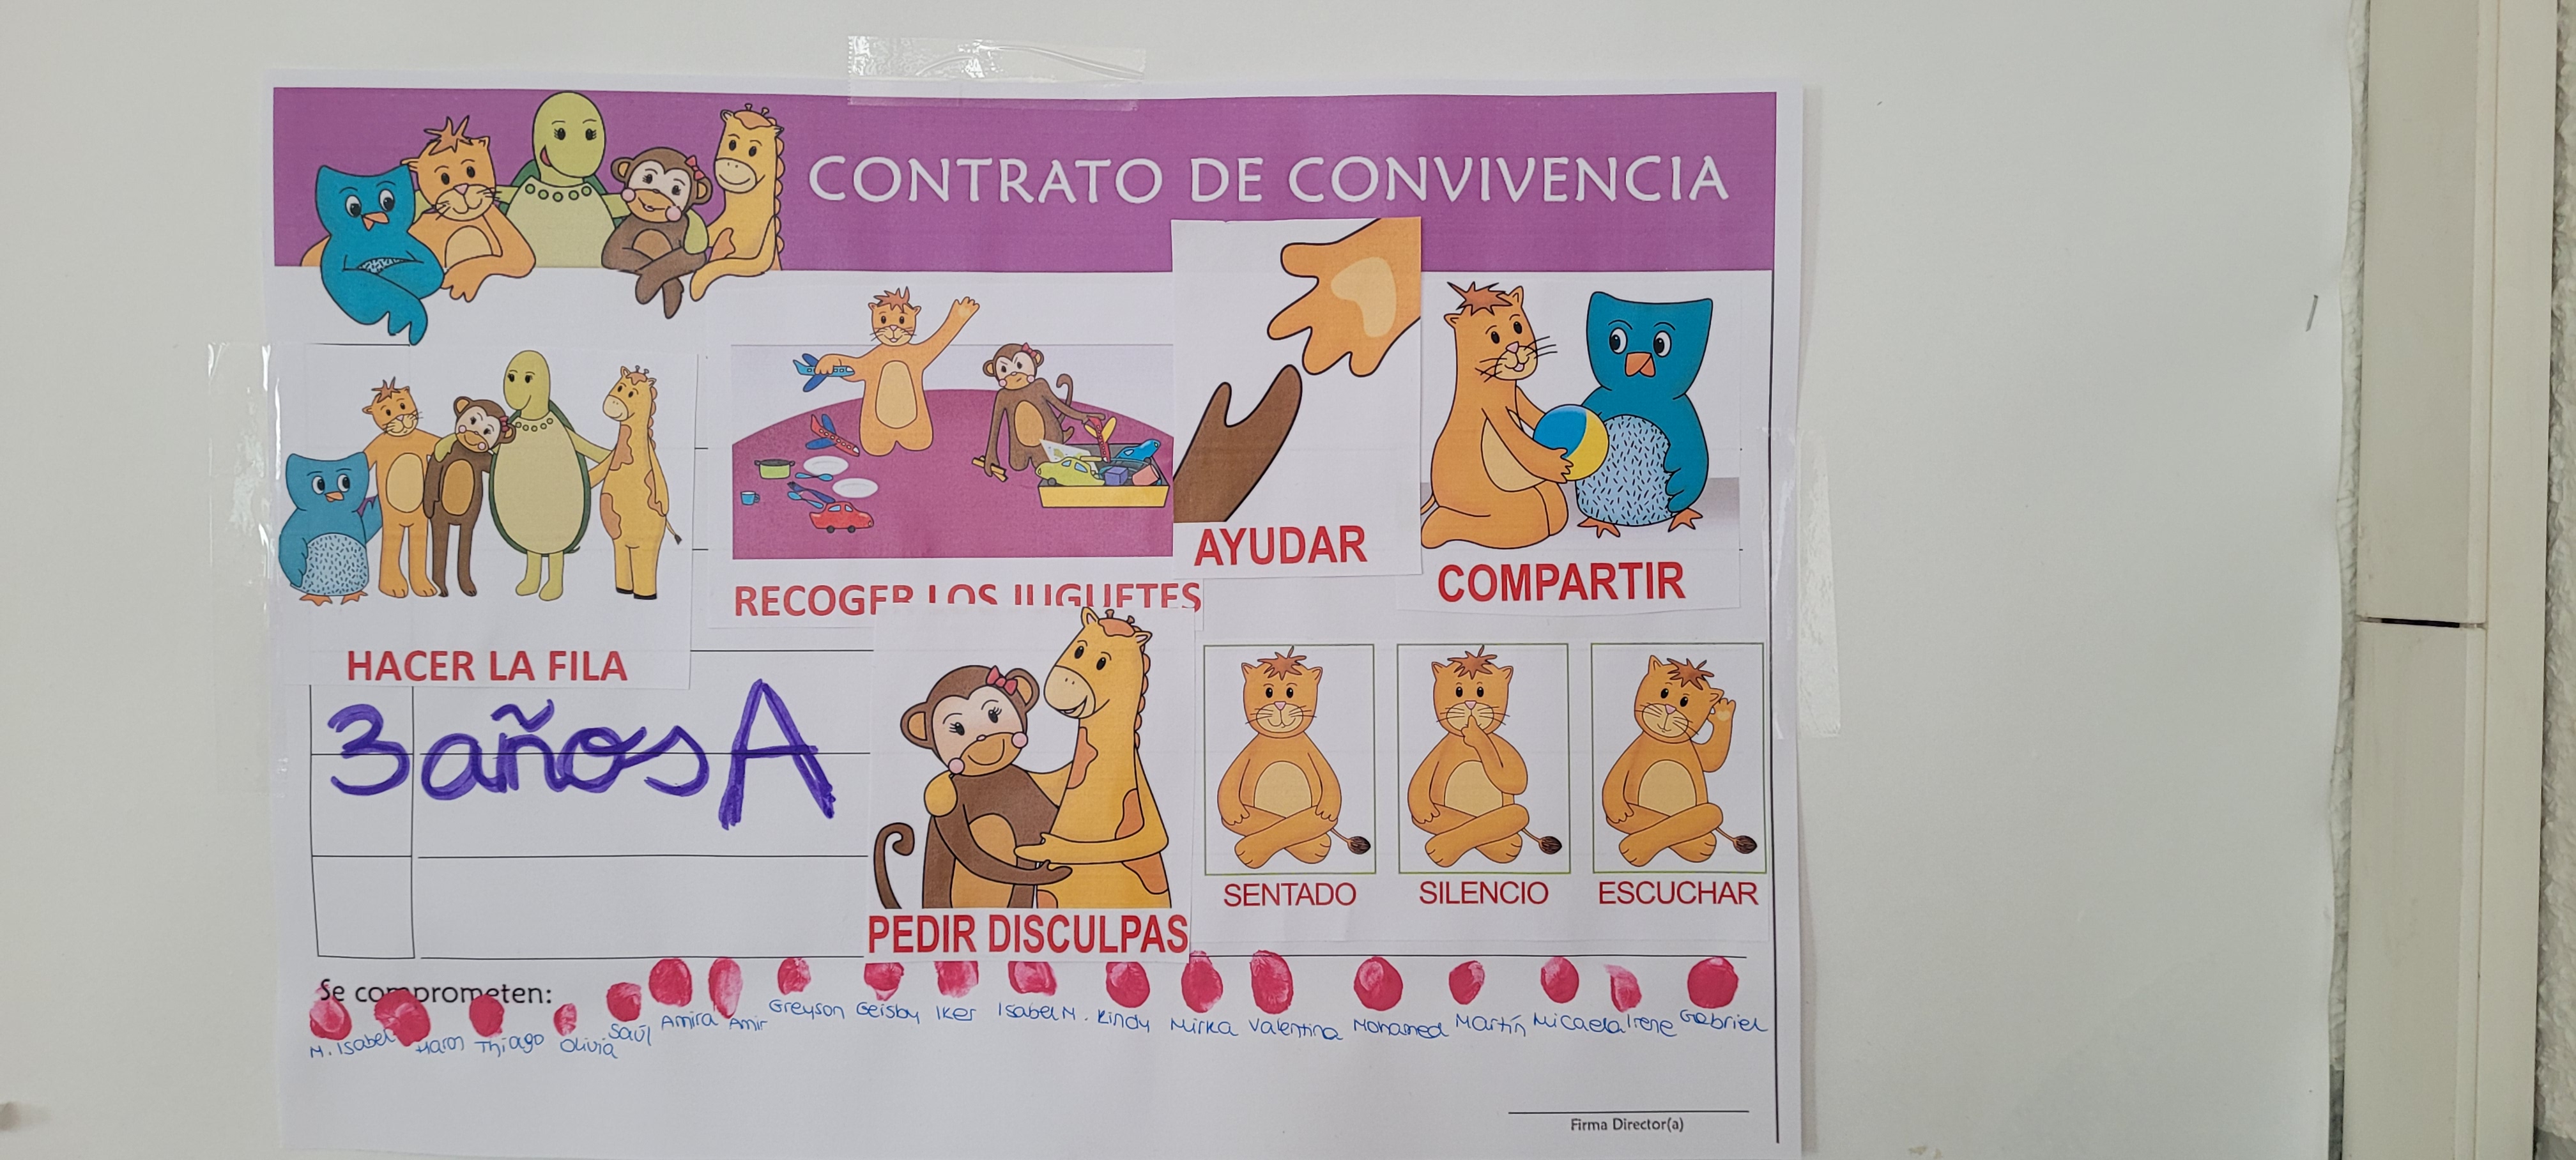 CONTRATO DE CONVIVENCIA
HACER LA FILA
RECOGER LOS JUGUETES
AYUDAR
COMPARTIR
3 años A
PEDIR DISCULPAS
SENTADO
SILENCIO
ESCUCHAR
Se comprometen:
M. Isabel
Thiago
Olivia
Saúl
Amira
Amir
Greyson
Geisby
Iker
Isabel M.
Kindy
Mirka
Valentina
Mohamed
Martín
Micaela
Irene
Gabriel
Firma Director(a)